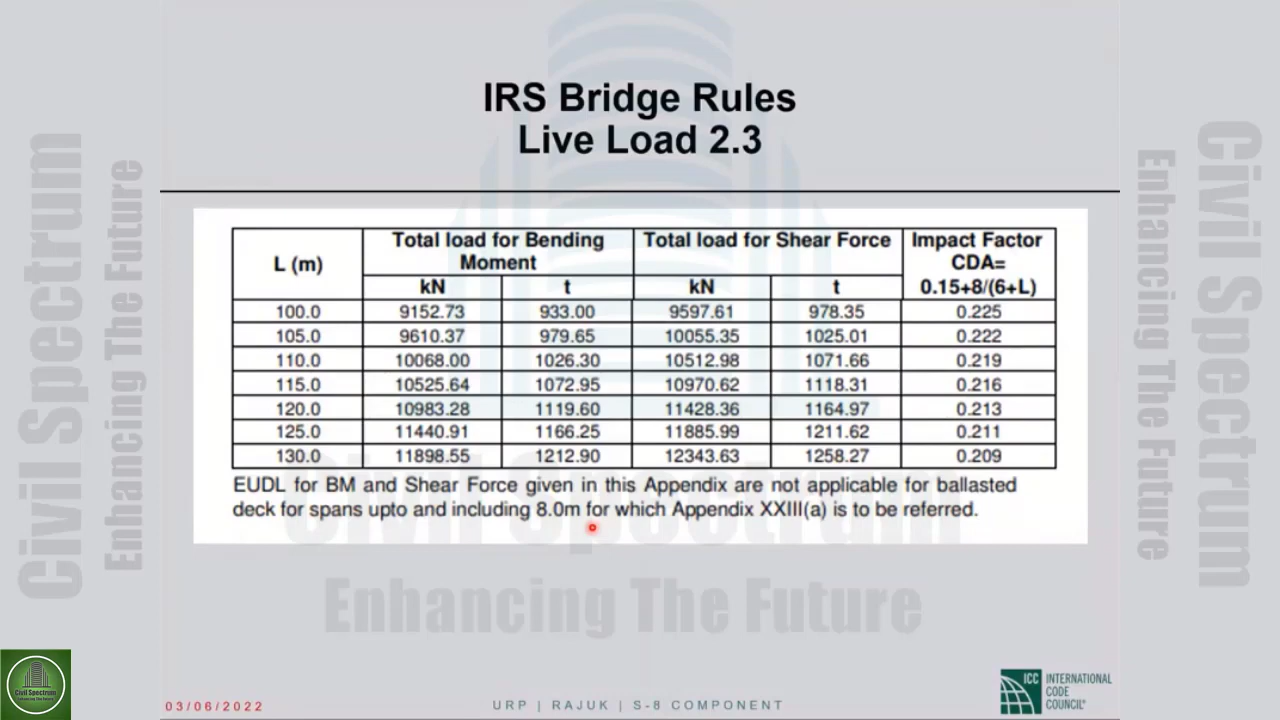 IRS Bridge Rules
Live Load 2.3
L (m) Total load for Bending Moment Total load for Shear Force Impact Factor CDA= 0.15+8/(6+L)
kN t kN t
100.0 9152.73 933.00 9597.61 978.35 0.225
105.0 9610.37 979.65 10055.35 1025.01 0.222
110.0 10068.00 1026.30 10512.98 1071.66 0.219
115.0 10525.64 1072.95 10970.62 1118.31 0.216
120.0 10983.28 1119.60 11428.36 1164.97 0.213
125.0 11440.91 1166.25 11885.99 1211.62 0.211
130.0 11898.55 1212.90 12343.63 1258.27 0.209
EUDL for BM and Shear Force given in this Appendix are not applicable for ballasted
deck for spans upto and including 8.0m for which Appendix XXIII(a) is to be referred.
Civil Spectrum
Enhancing The Future
Civil Spectrum
Enhancing The Future
Enhancing The Future
Civil Spectrum
Civil Spectrum
Enhancing The Future
03/06/2022
URP | RAJUK | S-8 COMPONENT
ICC INTERNATIONAL
CODE
COUNCIL®